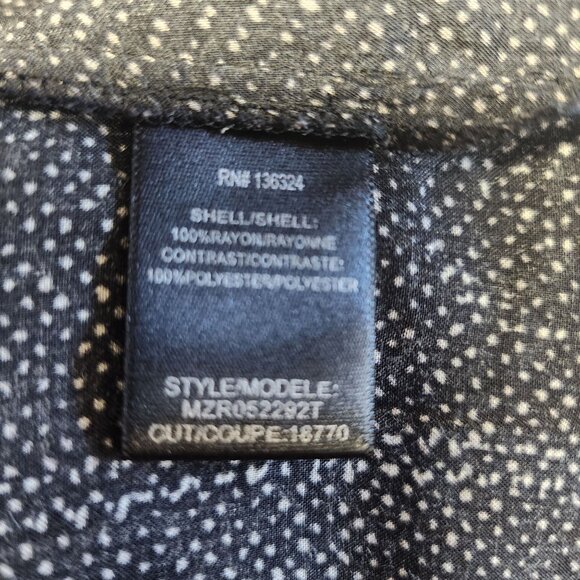 RN# 136324
SHELL/SHELL:
100%RAYON/RAYONNE
CONTRAST/CONTRASTE:
100%POLYESTER/POLYESTER
STYLE/MODELE:
MZR052292T
CUT/COUPE:18770